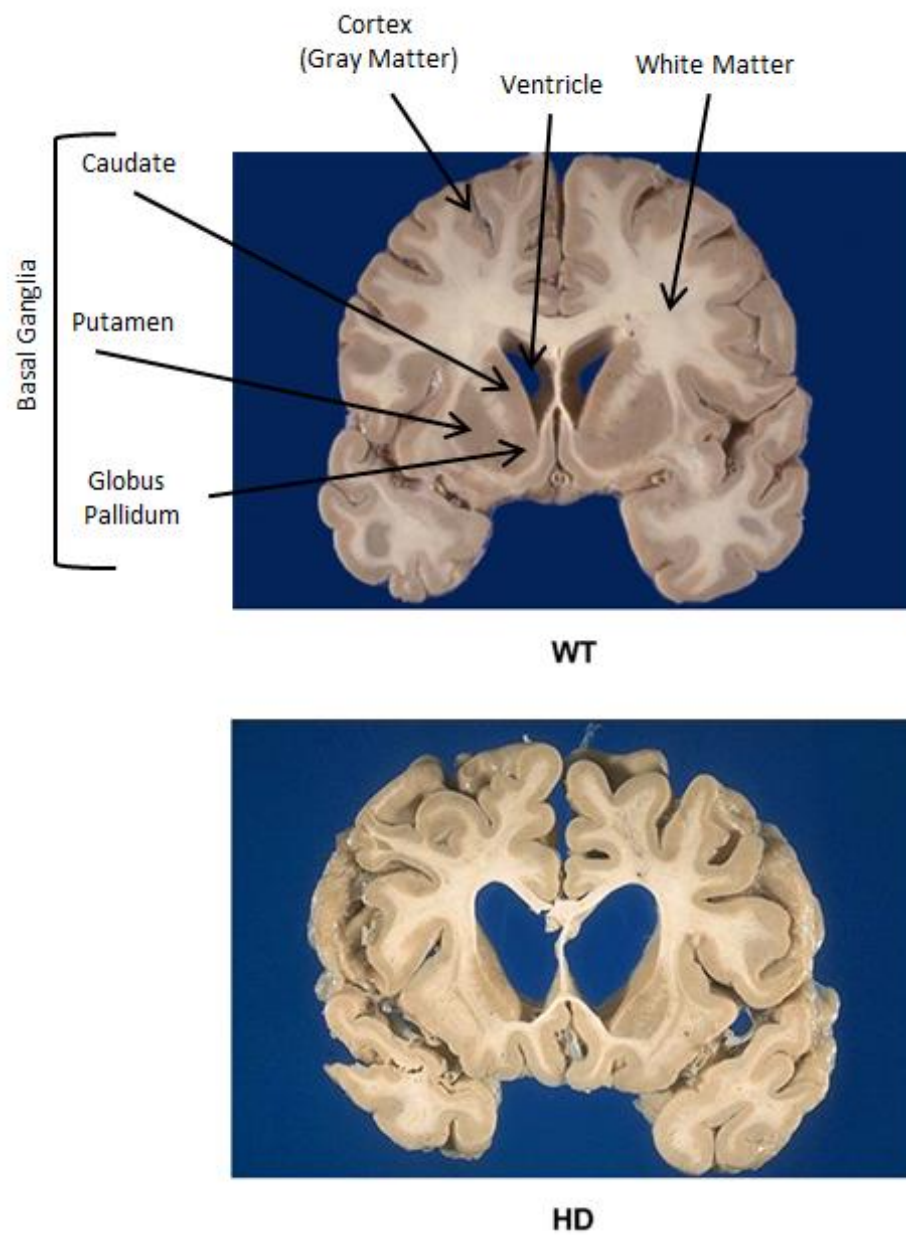 Cortex
(Gray Matter)
Ventricle
White Matter
Caudate
Basal Ganglia
Putamen
Globus
Pallidum
WT
HD